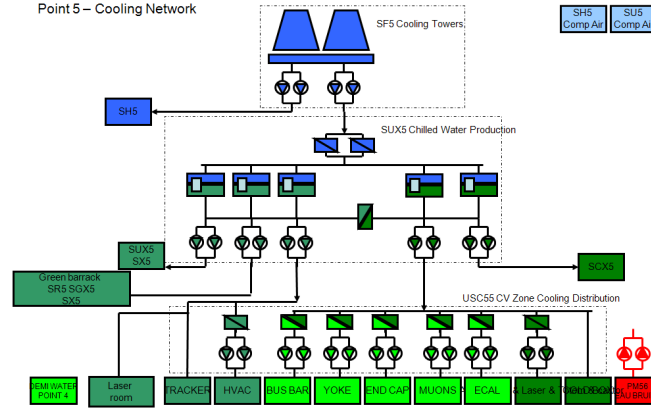 Point 5 – Cooling Network
SF5 Cooling Towers
SH5
Comp Air
SU5
Comp Ai
SH5
SUX5 Chilled Water Production
SUX5
SX5
SCX5
Green barrack
SR5 SGX5
SX5
USC55 CV Zone Cooling Distribution
DEMI WATER
POINT 4
Laser
room
TRACKER
HVAC
BUS BAR
YOKE
END CAP
MUONS
ECAL
& Laser &
PM56